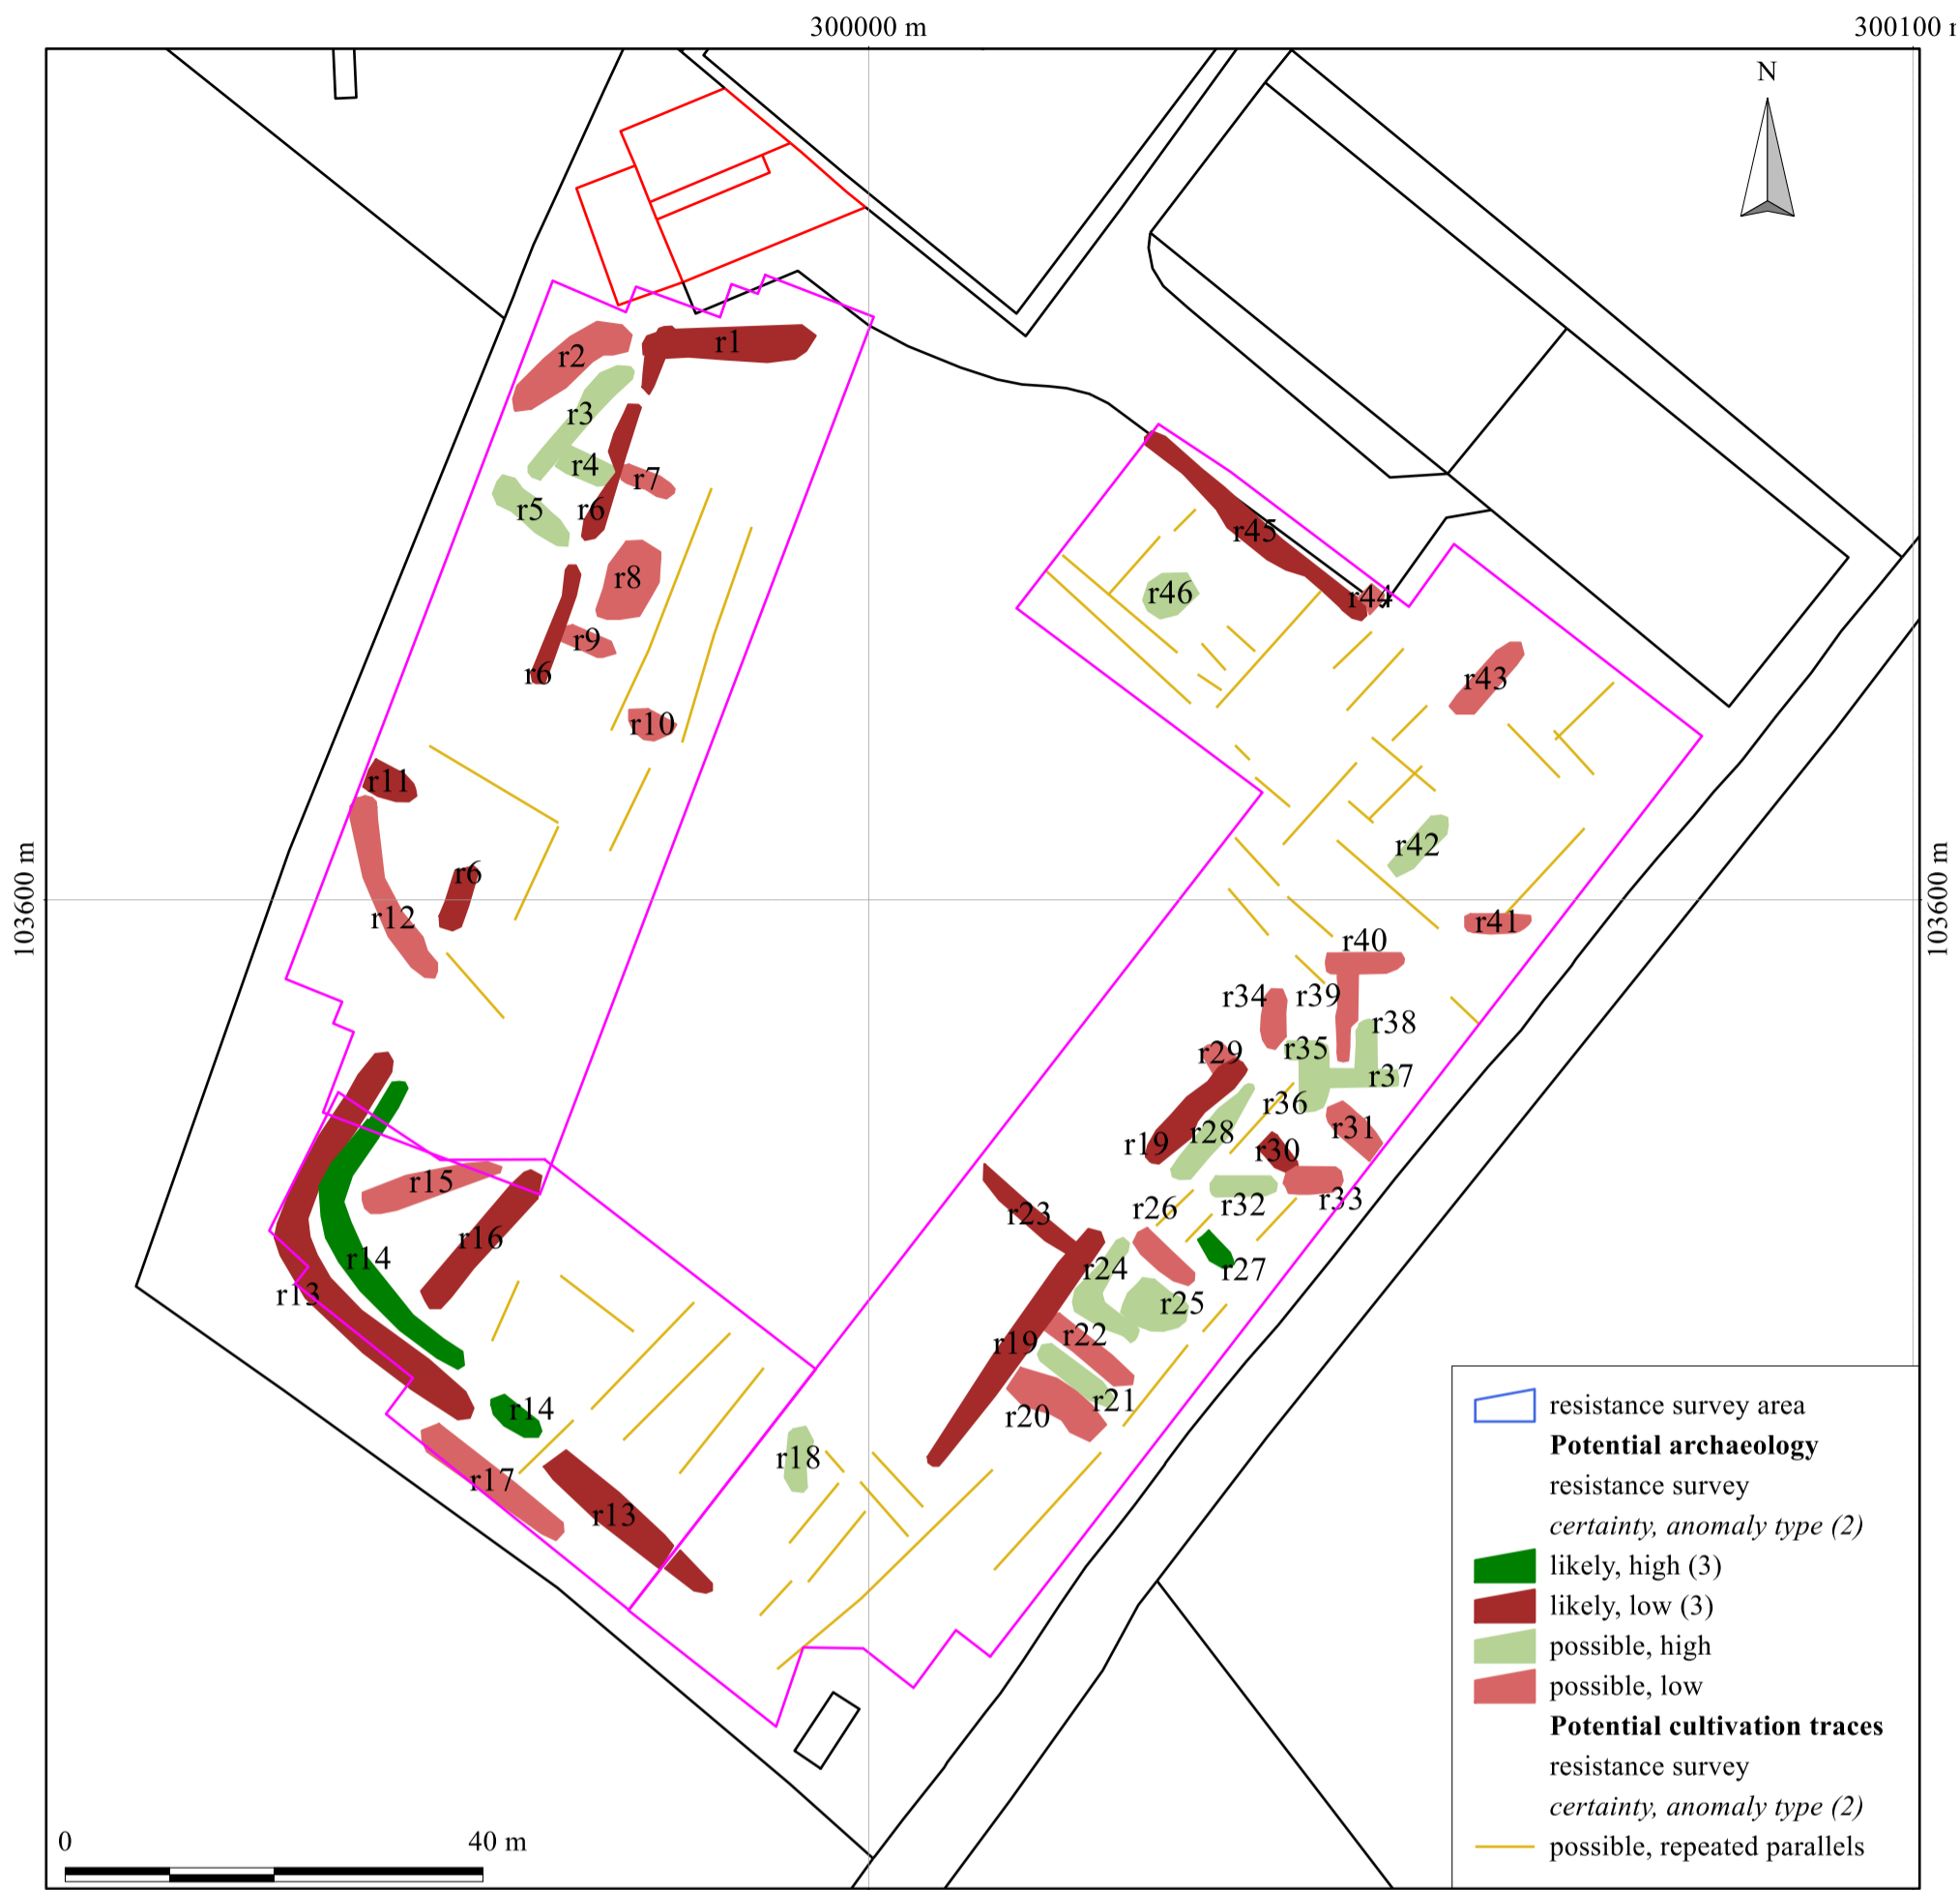 300000 m
300100 r
N
r1
r2
r3
r4
r7
r5
r6
r45
r8
r46
r44
r9
r6
r43
r10
r11
r42
103600 m
103600 m
r6
r12
r41
r40
r34
r39
r38
r35
r29
r37
r36
r31
r19
r28
r30
r15
r33
r32
r26
r23
r16
r14
r24
r27
r13
r25
r22
r19
r21
r20
r14
r18
r17
r13
resistance survey area
Potential archaeology
resistance survey
certainty, anomaly type (2)
likely, high (3)
likely, low (3)
possible, high
possible, low
Potential cultivation traces
resistance survey
certainty, anomaly type (2)
possible, repeated parallels
0
40 m